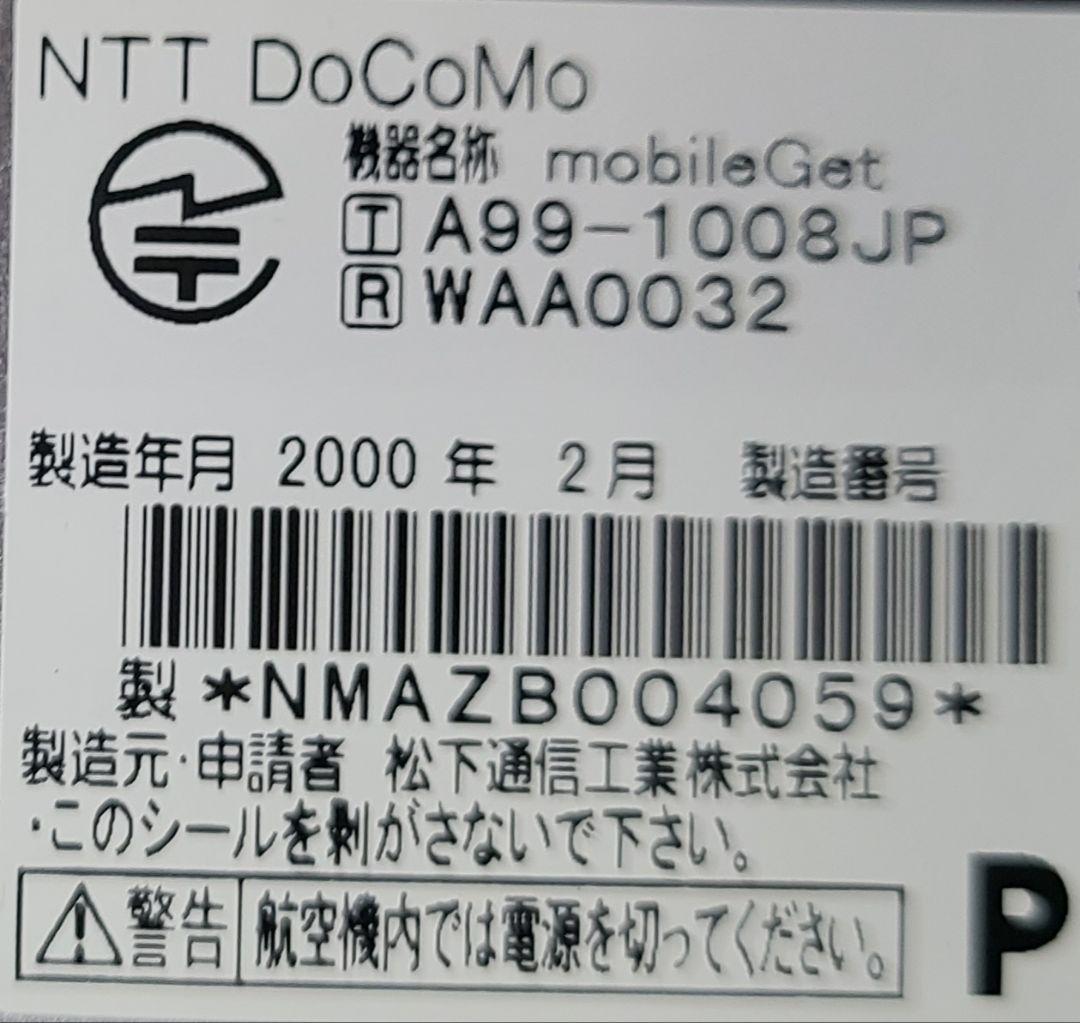 NTT DoCoMo
機器名称 mobileGet
T A99-1008JP
R WAA0032
製造年月 2000 年 2月 製造番号
製 *NMAZB004059*
製造元・申請者 松下通信工業株式会社
・このシールを剥がさないで下さい。
警告 航空機内では電源を切ってください。
P